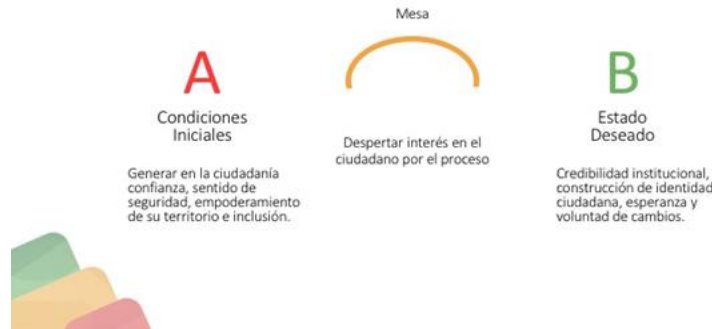 Mesa
A
Condiciones
Iniciales
Generar en la ciudadanía
confianza, sentido de
seguridad, empoderamiento
de su territorio e inclusión.
Despertar interés en el
ciudadano por el proceso
B
Estado
Deseado
Credibilidad institucional,
construcción de identidad
ciudadana, esperanza y
voluntad de cambios.